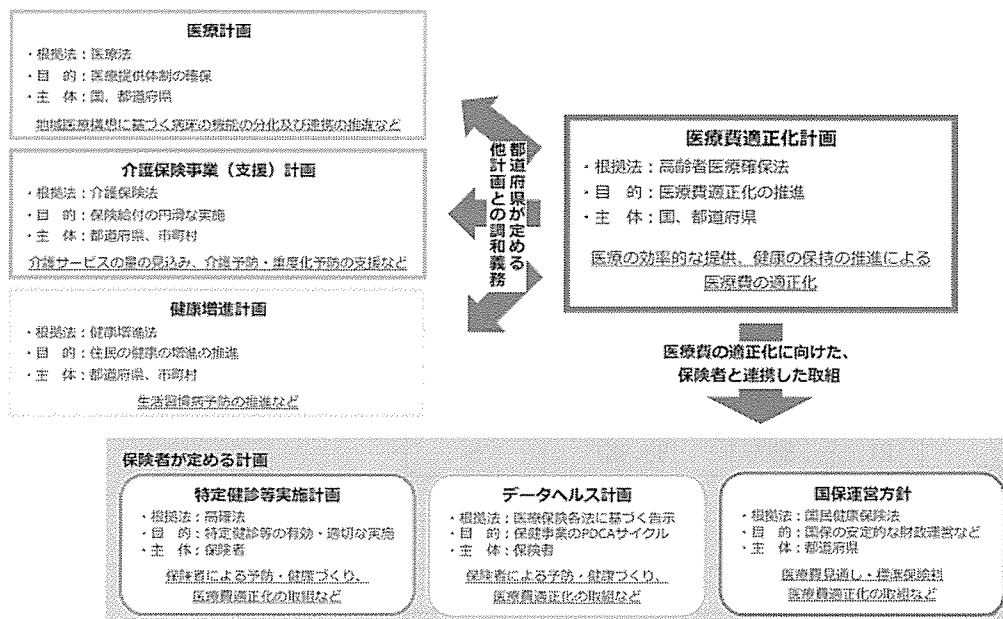 医療計画
・根拠法：医療法
・目　的：医療提供体制の確保
・主　体：国、都道府県
地域医療構想に基づく病床の機能の分化及び連携の推進など
介護保険事業（支援）計画
・根拠法：介護保険法
・目　的：保険給付の円滑な実施
・主　体：都道府県、市町村
介護サービスの量の見込み、介護予防・重度化予防の支援など
健康増進計画
・根拠法：健康増進法
・目　的：住民の健康の増進の推進
・主　体：都道府県、市町村
生活習慣病予防の推進など
都道府県が定める
他計画との調和義務
医療費適正化計画
・根拠法：高齢者医療確保法
・目　的：医療費適正化の推進
・主　体：国、都道府県
医療の効率的な提供、健康の保持の推進による
医療費の適正化
医療費の適正化に向けた、
保険者と連携した取組
保険者が定める計画
特定健診等実施計画
・根拠法：高確法
・目　的：特定健診等の有効・適切な実施
・主　体：保険者
保険者による予防・健康づくり、
医療費適正化の取組など
データヘルス計画
・根拠法：医療保険各法に基づく告示
・目　的：保健事業のPDCAサイクル
・主　体：保険者
保険者による予防・健康づくり、
医療費適正化の取組など
国保運営方針
・根拠法：国民健康保険法
・目　的：国保の安定的な財政運営など
・主　体：都道府県
医療費見通し・標準保険料
医療費適正化の取組など